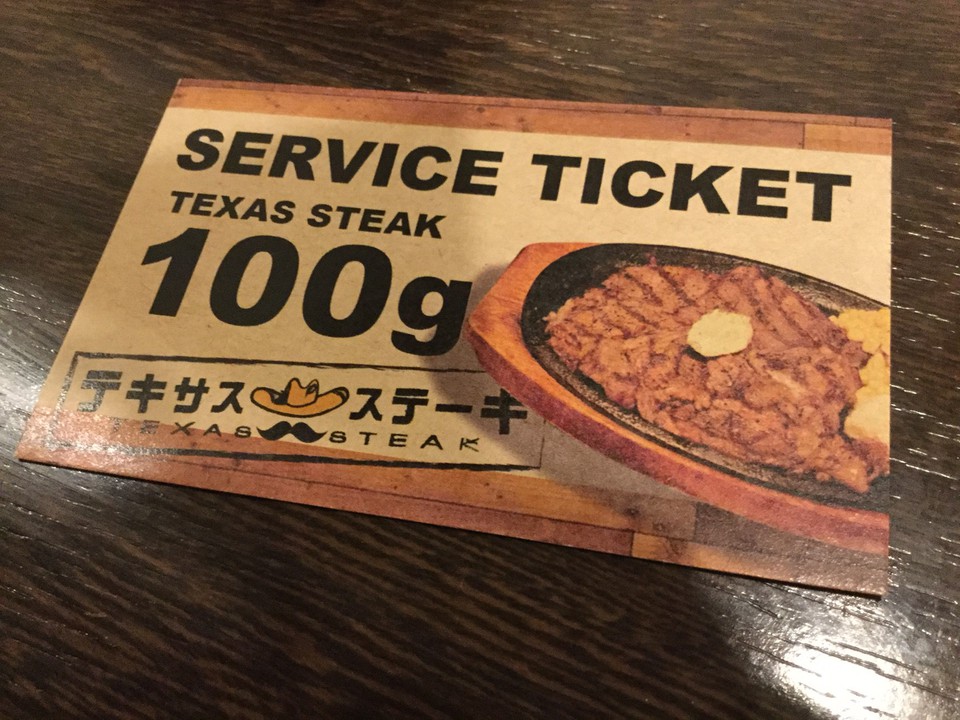 SERVICE TICKET
TEXAS STEAK
100g
テキサス ステーキ
TEXAS STEAK